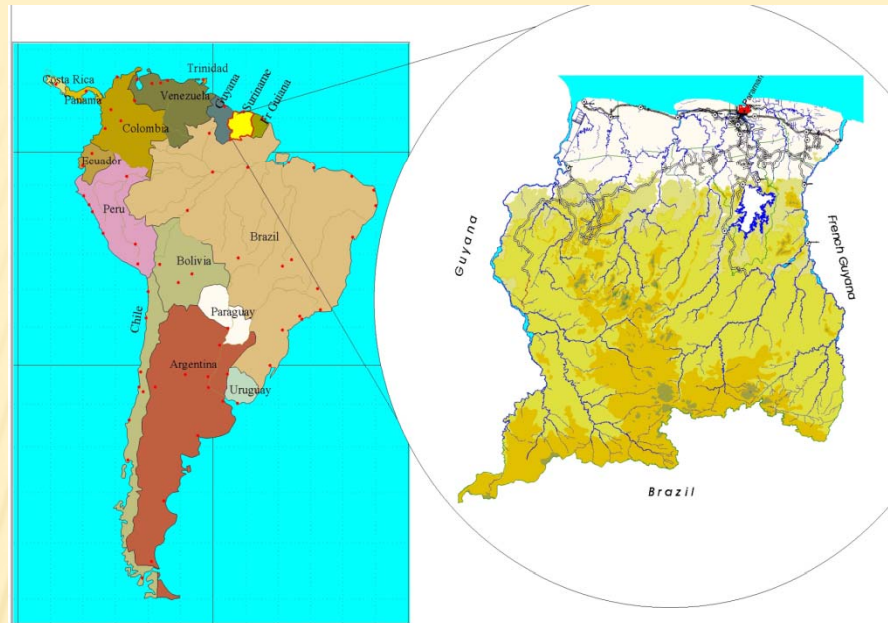 Costa Rica
Trinidad
Panama
Venezuela
Guyana
Suriname
Fr Guiana
Colombia
Ecuador
Peru
Brazil
Bolivia
Paraguay
Chile
Argentina
Uruguay
Guyana
French Guyana
Brazil